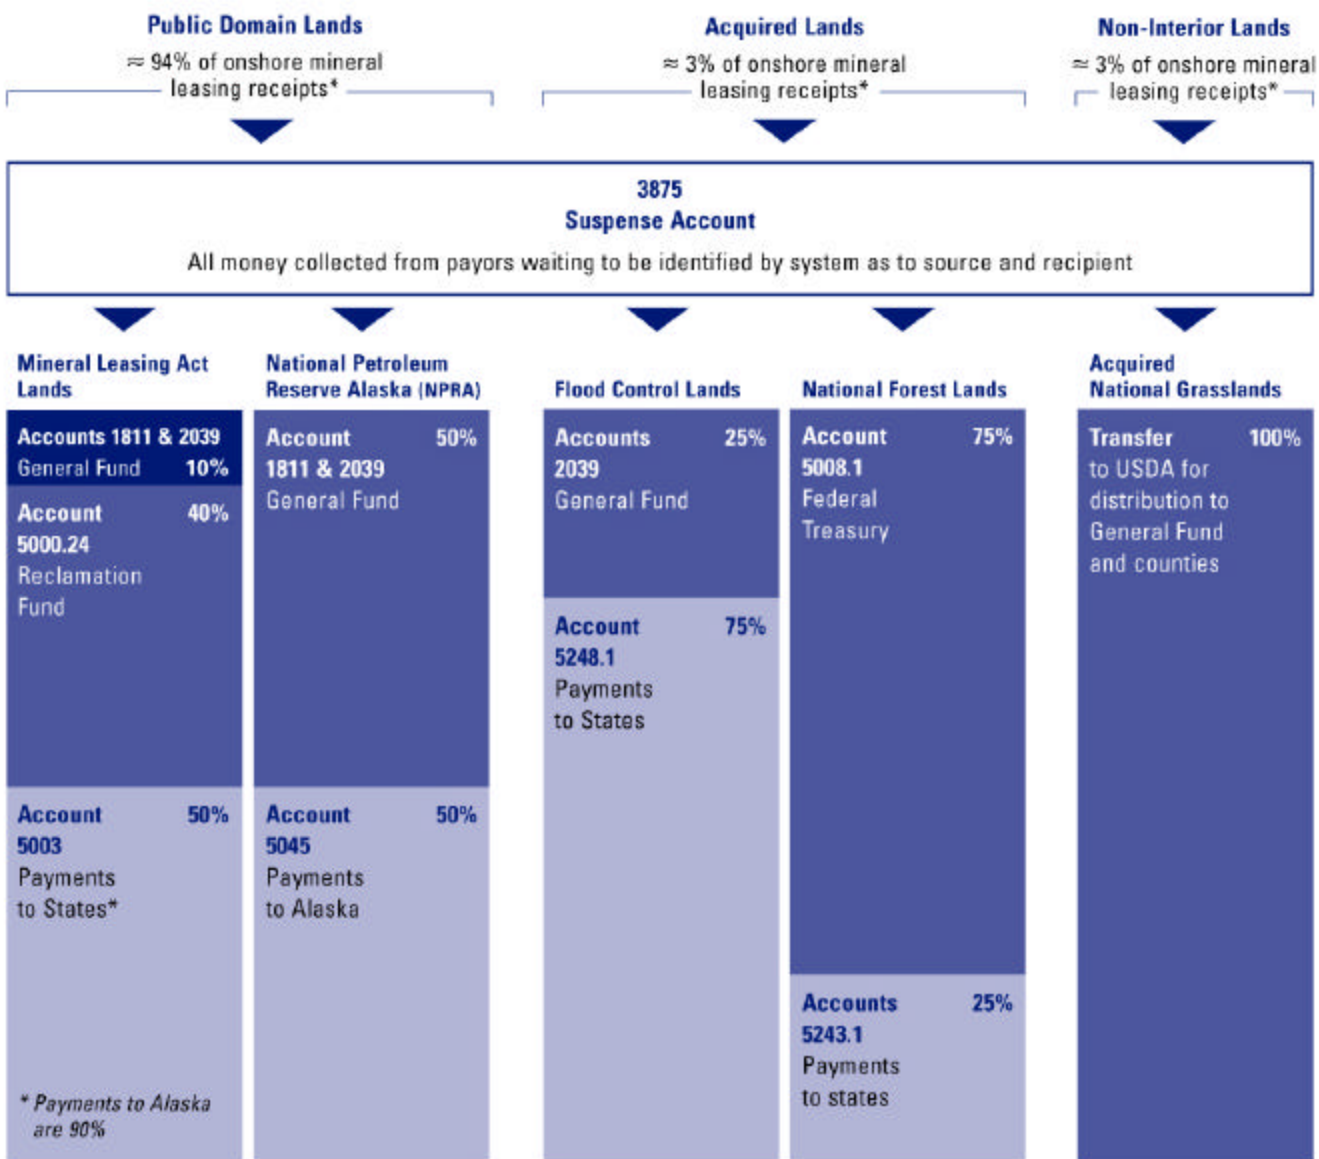 Public Domain Lands
≈ 94% of onshore mineral
leasing receipts*
Acquired Lands
≈ 3% of onshore mineral
leasing receipts*
Non-Interior Lands
≈ 3% of onshore mineral
leasing receipts*
3875
Suspense Account
All money collected from payors waiting to be identified by system as to source and recipient
Mineral Leasing Act
Lands
Accounts 1811 & 2039
General Fund 10%
Account 40%
5000.24
Reclamation
Fund
Account 50%
5003
Payments
to States*
* Payments to Alaska
are 90%
National Petroleum
Reserve Alaska (NPRA)
Account 50%
1811 & 2039
General Fund
Account 50%
5045
Payments
to Alaska
Flood Control Lands
Accounts 25%
2039
General Fund
Account 75%
5248.1
Payments
to States
National Forest Lands
Account 75%
5008.1
Federal
Treasury
Accounts 25%
5243.1
Payments
to states
Acquired
National Grasslands
Transfer 100%
to USDA for
distribution to
General Fund
and counties